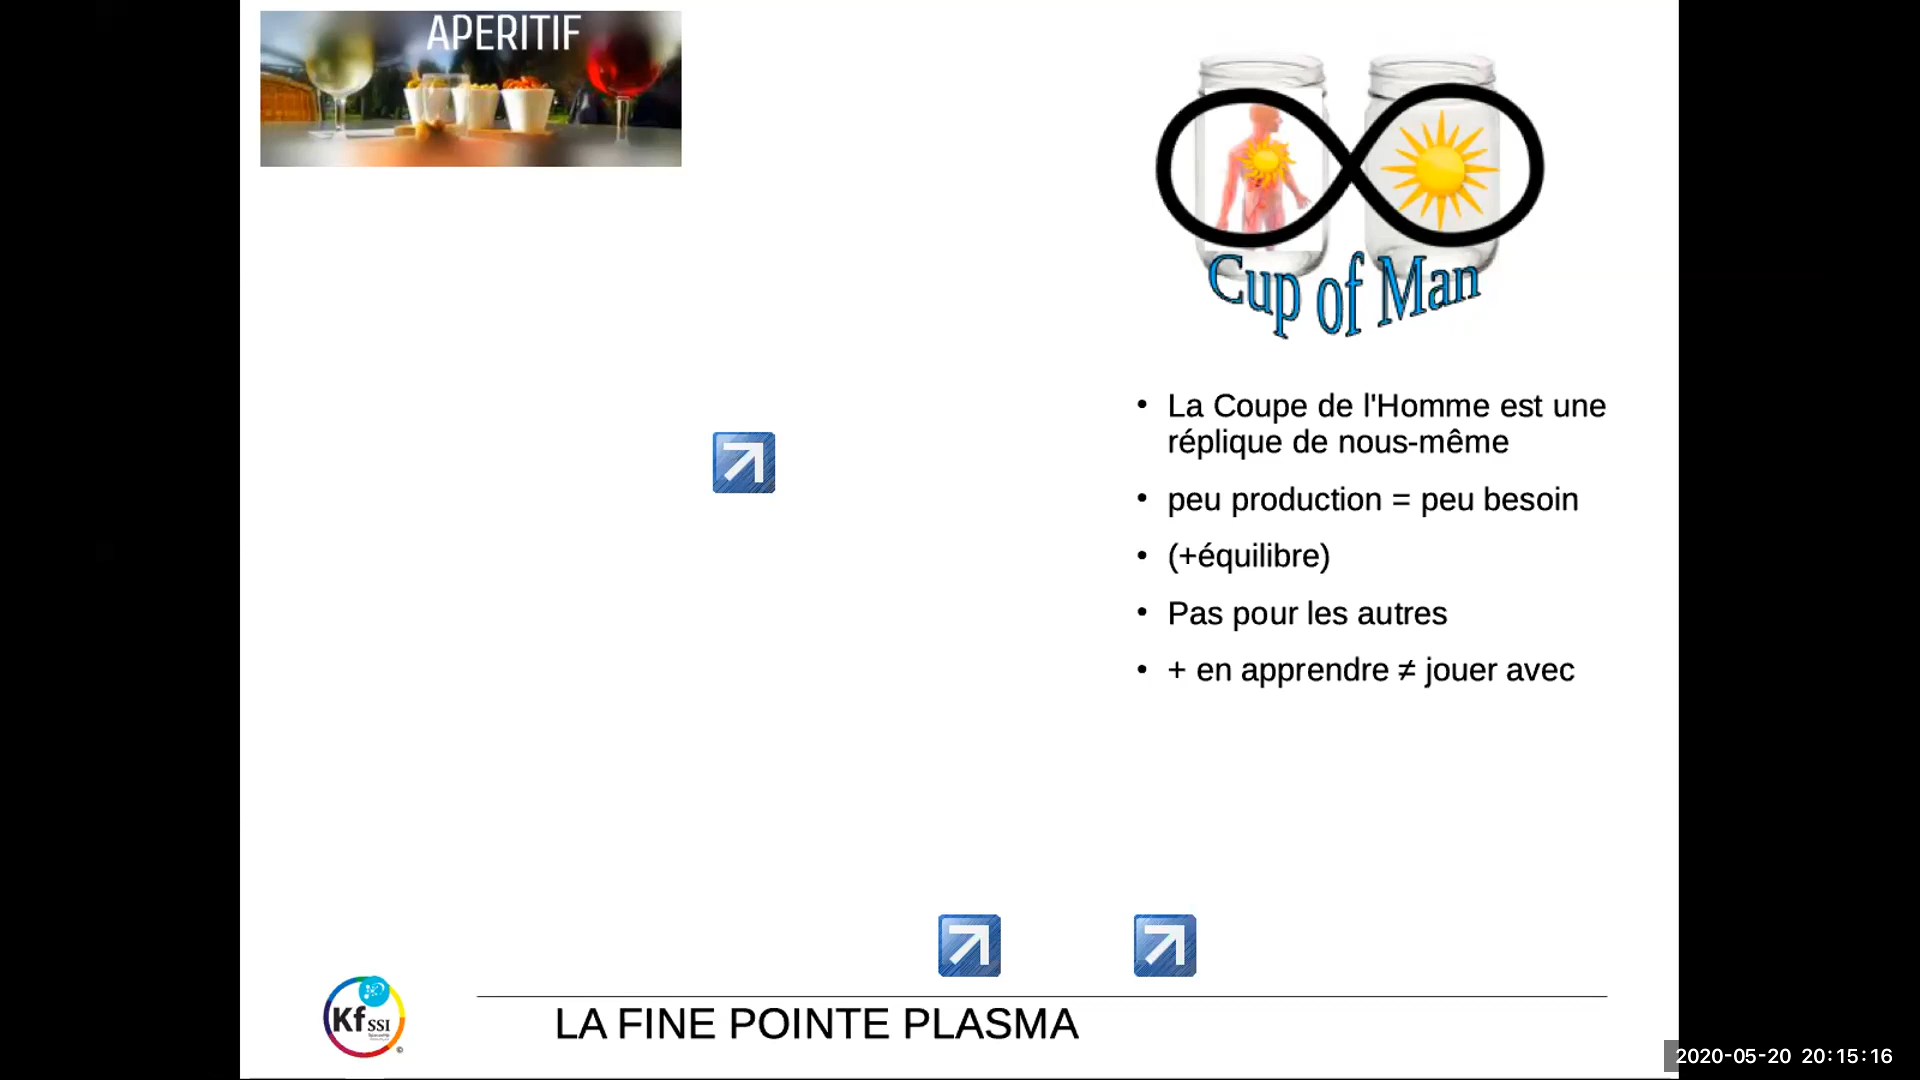 APERITIF
Cup of Man
• La Coupe de l'Homme est une
réplique de nous-même
• peu production = peu besoin
• (+équilibre)
• Pas pour les autres
• + en apprendre ≠ jouer avec
Kf SSI
©
LA FINE POINTE PLASMA
2020-05-20 20:15:16